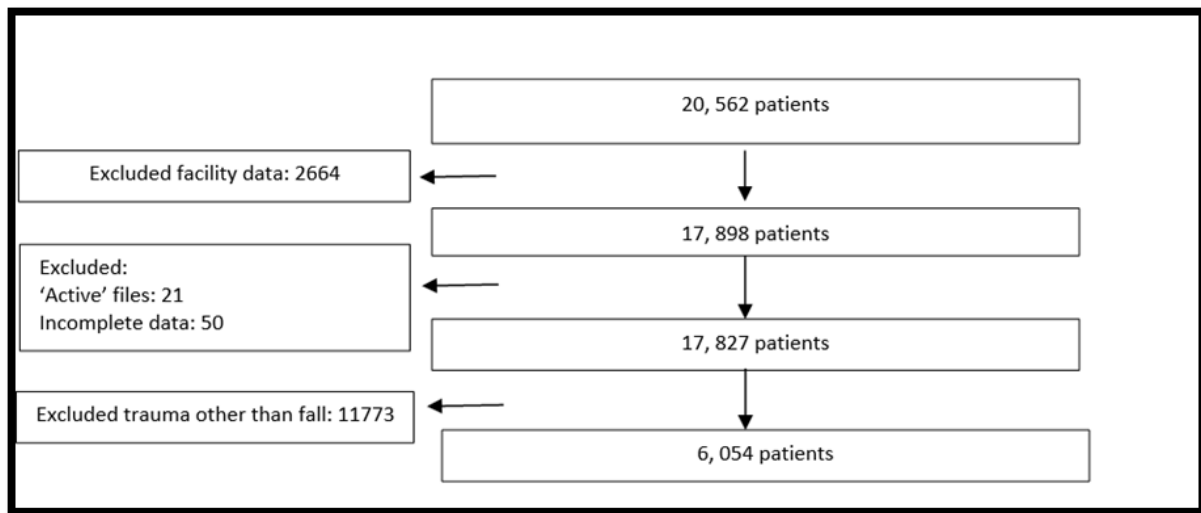 20, 562 patients
Excluded facility data: 2664
17, 898 patients
Excluded:
‘Active’ files: 21
Incomplete data: 50
17, 827 patients
Excluded trauma other than fall: 11773
6, 054 patients